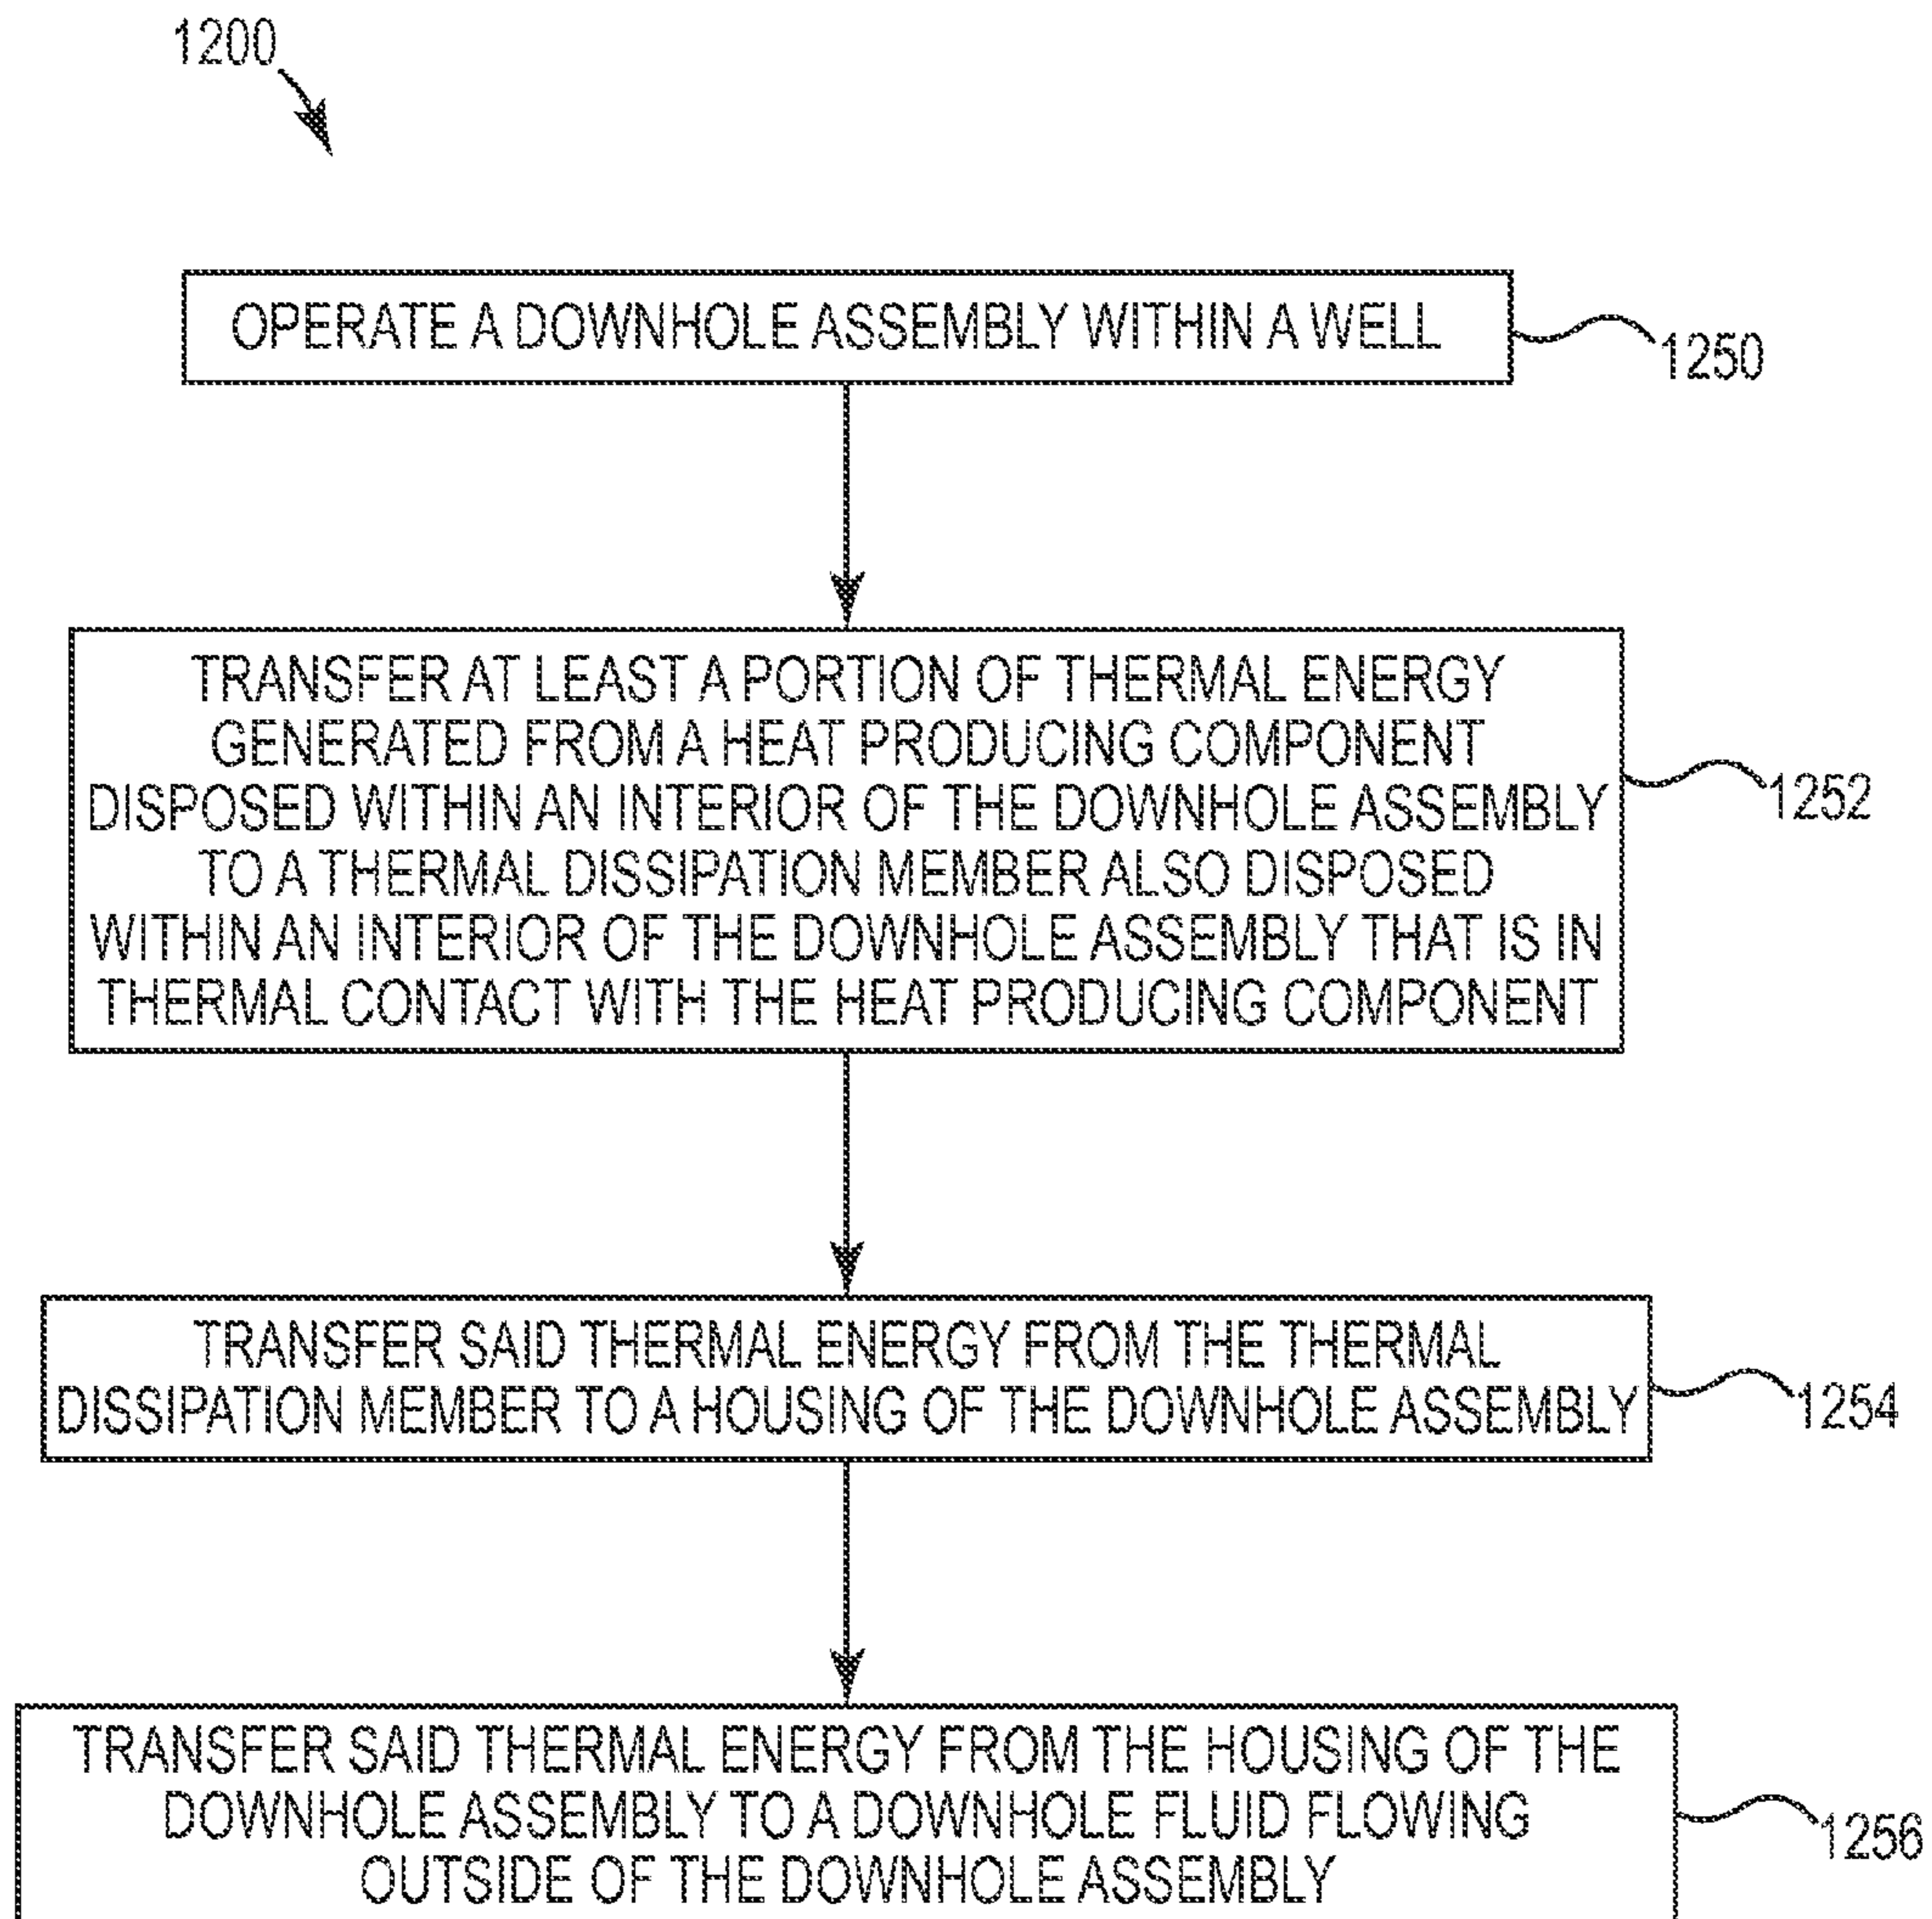 1200
OPERATE A DOWNHOLE ASSEMBLY WITHIN A WELL
1250
TRANSFER AT LEAST A PORTION OF THERMAL ENERGY
GENERATED FROM A HEAT PRODUCING COMPONENT
DISPOSED WITHIN AN INTERIOR OF THE DOWNHOLE ASSEMBLY
TO A THERMAL DISSIPATION MEMBER ALSO DISPOSED
WITHIN AN INTERIOR OF THE DOWNHOLE ASSEMBLY THAT IS IN
THERMAL CONTACT WITH THE HEAT PRODUCING COMPONENT
1252
TRANSFER SAID THERMAL ENERGY FROM THE THERMAL
DISSIPATION MEMBER TO A HOUSING OF THE DOWNHOLE ASSEMBLY
1254
TRANSFER SAID THERMAL ENERGY FROM THE HOUSING OF THE
DOWNHOLE ASSEMBLY TO A DOWNHOLE FLUID FLOWING
OUTSIDE OF THE DOWNHOLE ASSEMBLY
1256